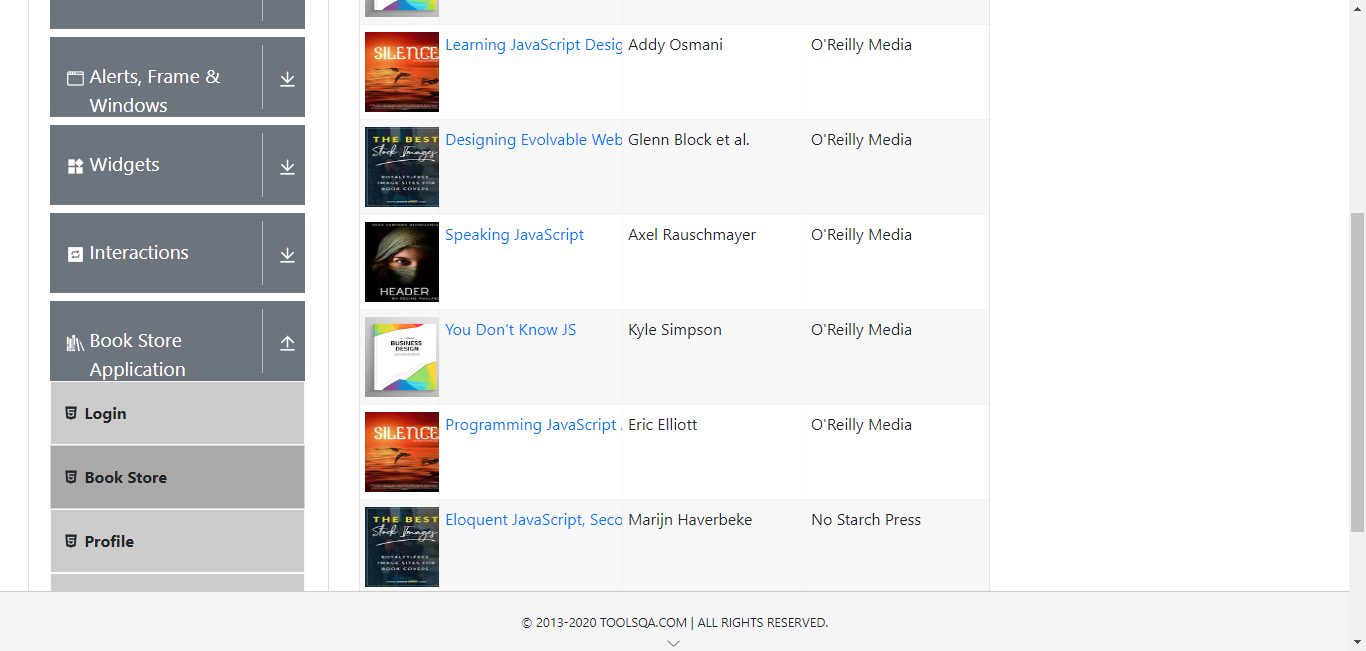 Alerts, Frame &
Windows
Widgets
Interactions
Book Store
Application
Login
Book Store
Profile
SILENCE
Learning JavaScript Desig
Addy Osmani
O'Reilly Media
THE BEST
Stock Images
ROYALTY-FREE
IMAGE SITES FOR
BOOK COVERS
Designing Evolvable Web
Glenn Block et al.
O'Reilly Media
HEADER
Speaking JavaScript
Axel Rauschmayer
O'Reilly Media
BUSINESS
DESIGN
You Don't Know JS
Kyle Simpson
O'Reilly Media
SILENCE
Programming JavaScript
Eric Elliott
O'Reilly Media
THE BEST
Stock Images
ROYALTY-FREE
IMAGE SITES FOR
BOOK COVERS
Eloquent JavaScript, Seco
Marijn Haverbeke
No Starch Press
© 2013-2020 TOOLSQA.COM | ALL RIGHTS RESERVED.